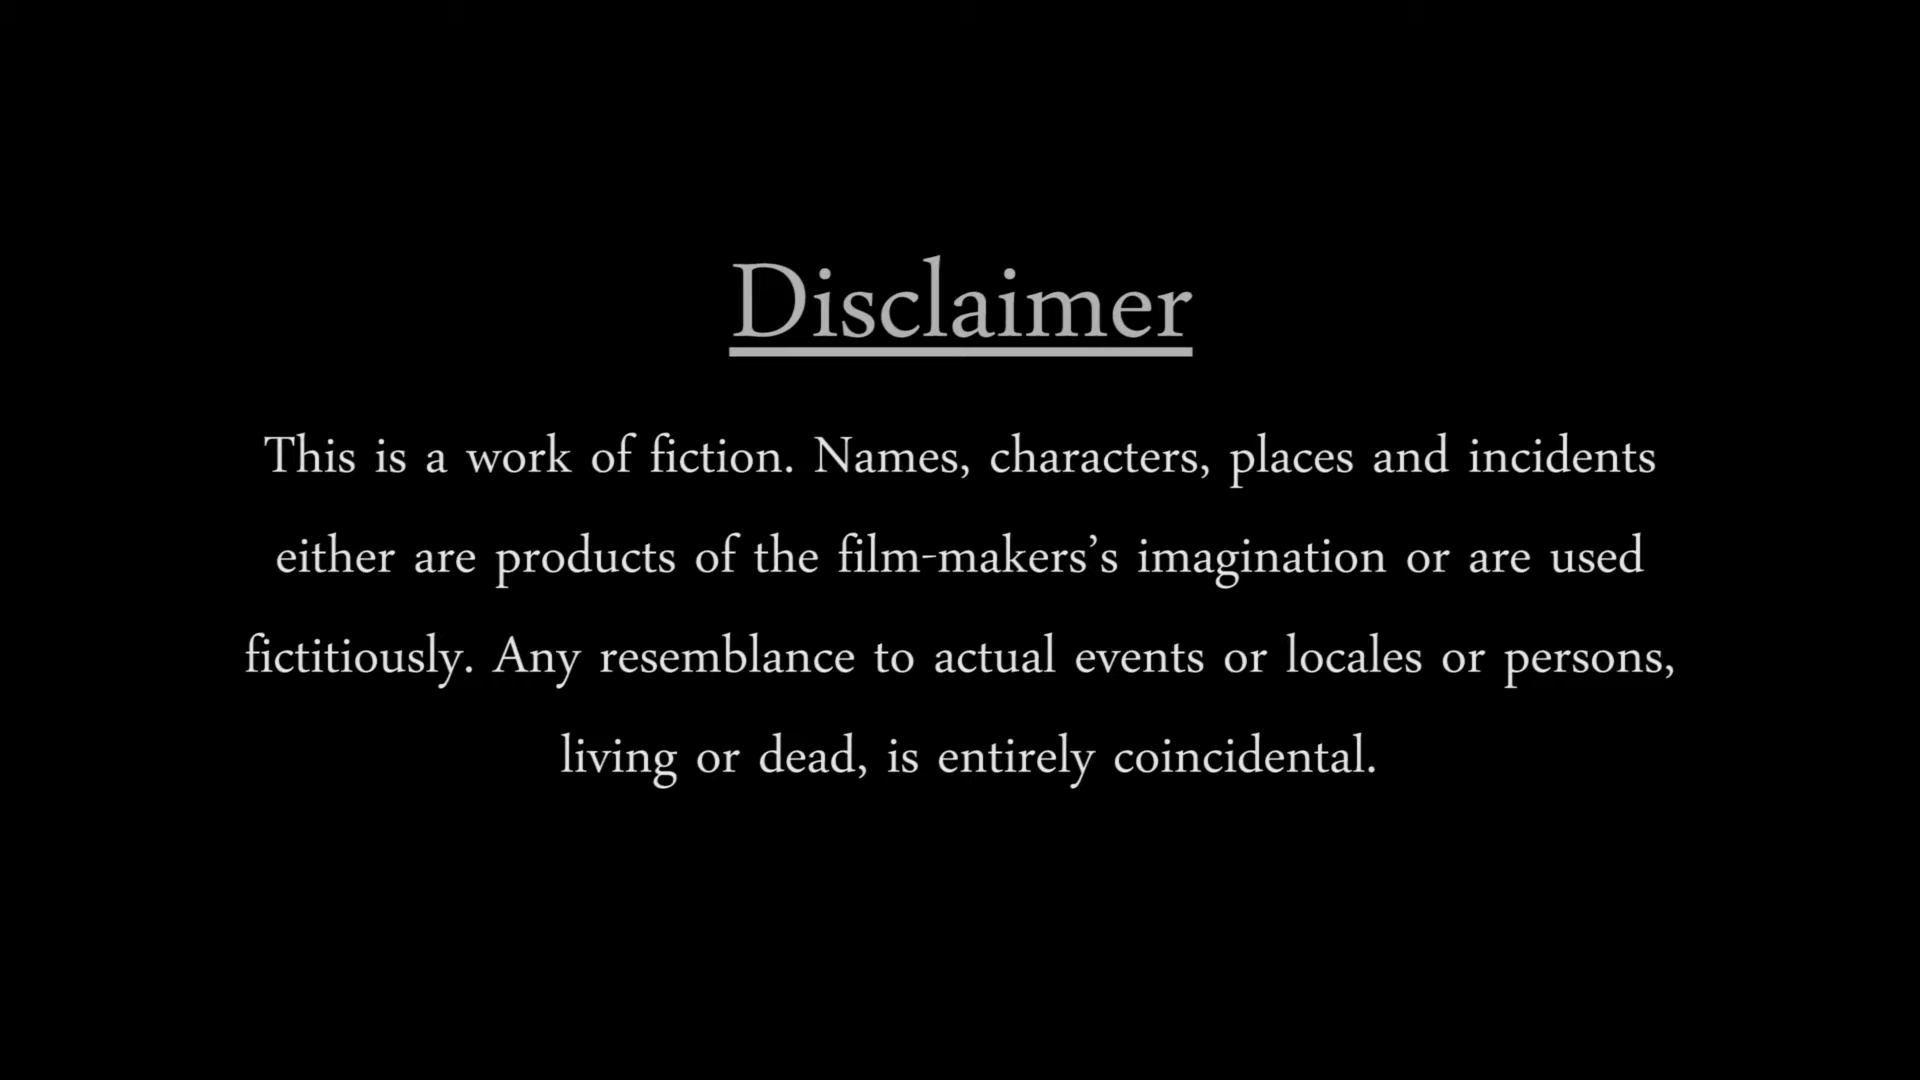 Disclaimer
This is a work of fiction. Names, characters, places and incidents
either are products of the film-makers’s imagination or are used
fictitiously. Any resemblance to actual events or locales or persons,
living or dead, is entirely coincidental.